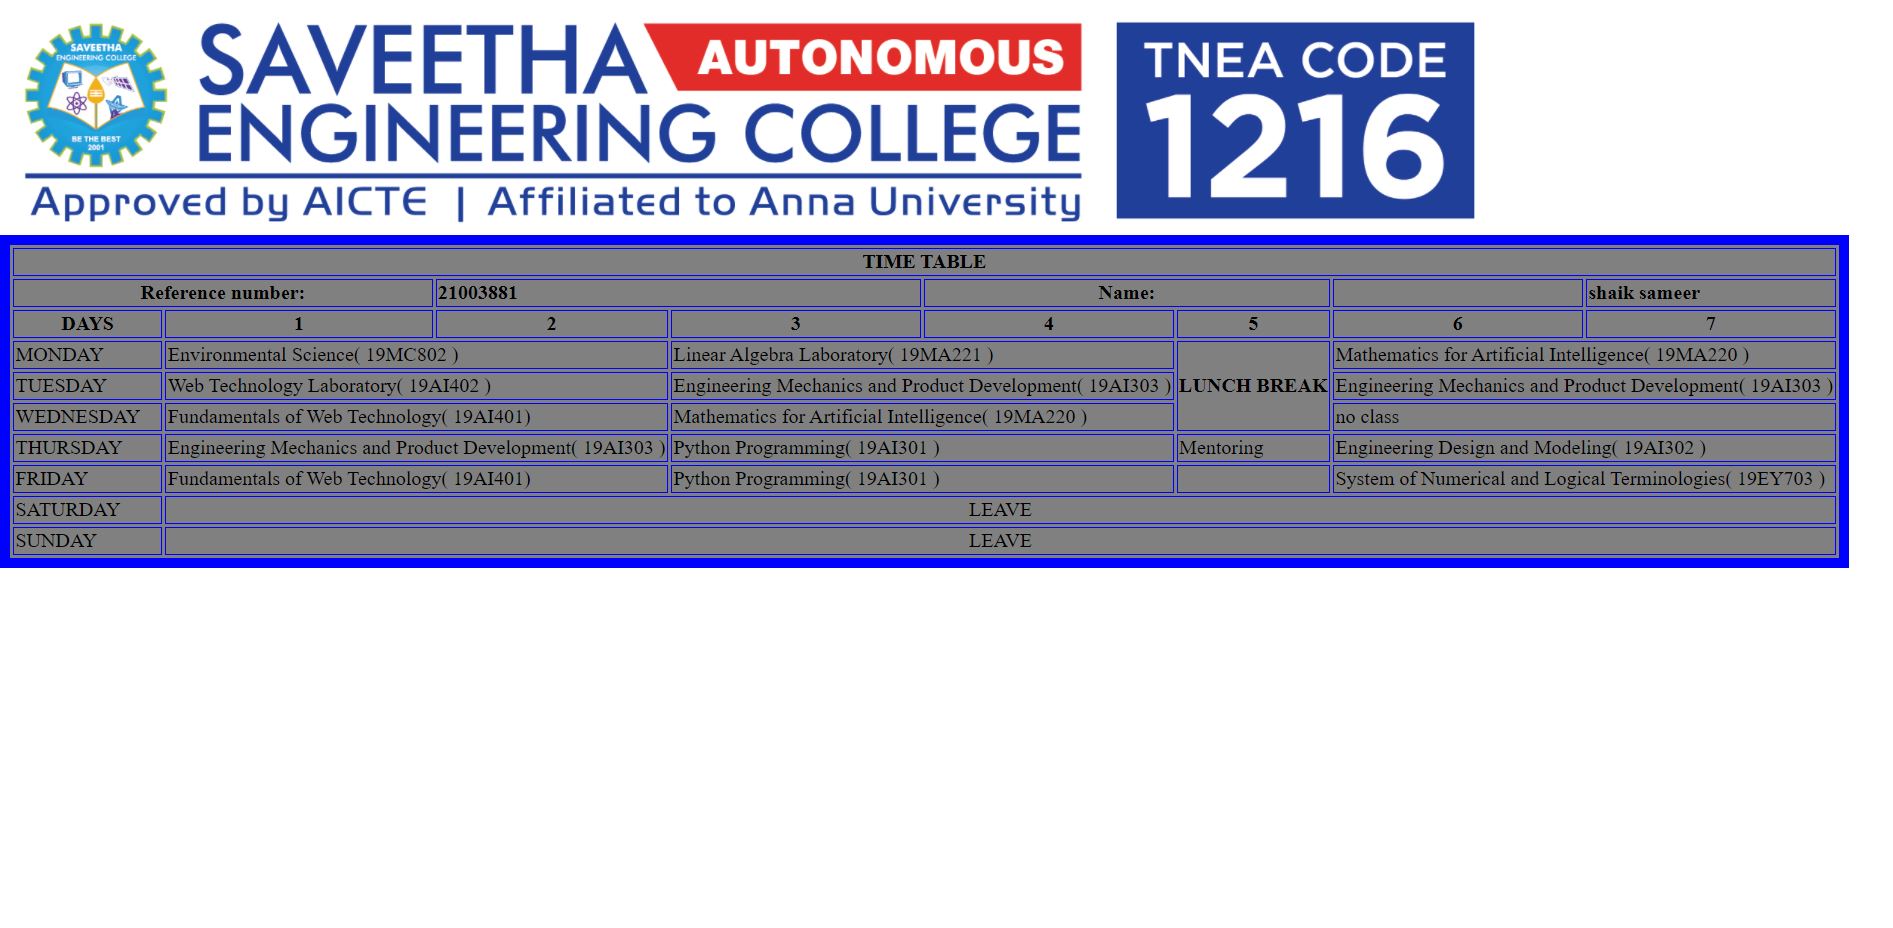 SAVEETHA
ENGINEERING COLLEGE
BE THE BEST
2001
SAVEETHA AUTONOMOUS
ENGINEERING COLLEGE
Approved by AICTE | Affiliated to Anna University
TNEA CODE
1216
TIME TABLE
Reference number: 21003881 Name: shaik sameer
DAYS 1 2 3 4 5 6 7
MONDAY Environmental Science( 19MC802 ) Linear Algebra Laboratory( 19MA221 ) Mathematics for Artificial Intelligence( 19MA220 )
TUESDAY Web Technology Laboratory( 19AI402 ) Engineering Mechanics and Product Development( 19AI303 ) LUNCH BREAK Engineering Mechanics and Product Development( 19AI303 )
WEDNESDAY Fundamentals of Web Technology( 19AI401) Mathematics for Artificial Intelligence( 19MA220 ) no class
THURSDAY Engineering Mechanics and Product Development( 19AI303 ) Python Programming( 19AI301 ) Mentoring Engineering Design and Modeling( 19AI302 )
FRIDAY Fundamentals of Web Technology( 19AI401) Python Programming( 19AI301 ) System of Numerical and Logical Terminologies( 19EY703 )
SATURDAY LEAVE
SUNDAY LEAVE